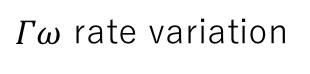 𝛤𝜔 rate variation